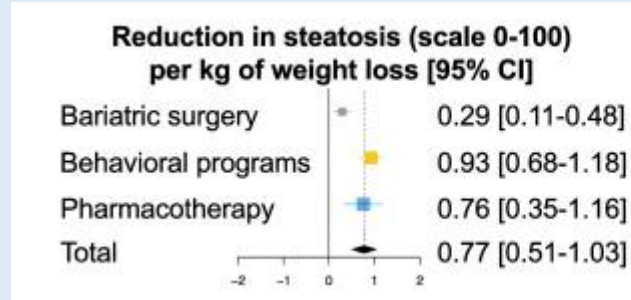 Reduction in steatosis (scale 0-100)
per kg of weight loss [95% CI]
Bariatric surgery 0.29 [0.11-0.48]
Behavioral programs 0.93 [0.68-1.18]
Pharmacotherapy 0.76 [0.35-1.16]
Total 0.77 [0.51-1.03]
-2 -1 0 1 2